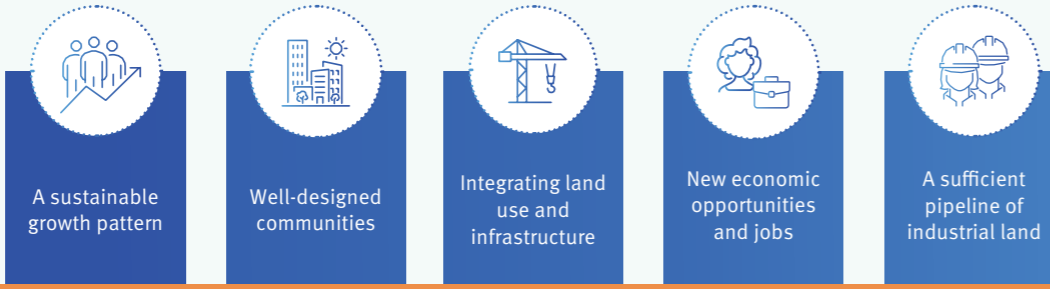 A sustainable
growth pattern
Well-designed
communities
Integrating land
use and
infrastructure
New economic
opportunities
and jobs
A sufficient
pipeline of
industrial land